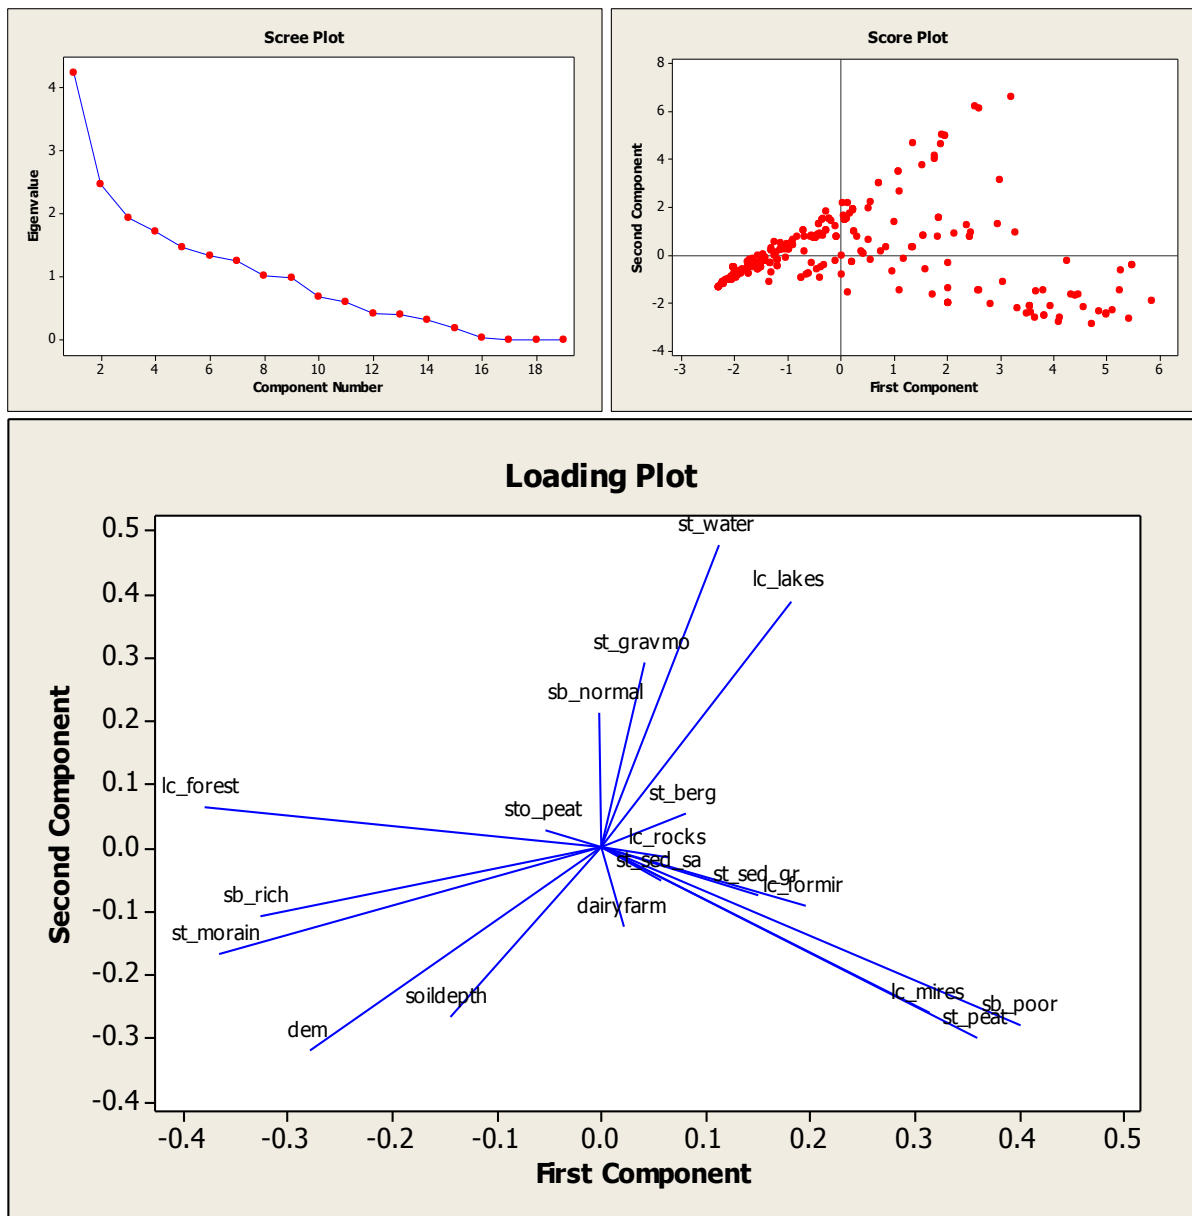 Scree Plot
Eigenvalue
4
3
2
1
0
2 4 6 8 10 12 14 16 18
Component Number
Score Plot
Second Component
8
6
4
2
0
-2
-4
-3 -2 -1 0 1 2 3 4 5 6
First Component
Loading Plot
Second Component
0.5
0.4
0.3
0.2
0.1
0.0
-0.1
-0.2
-0.3
-0.4
st_water
lc_lakes
st_gravmo
sb_normal
lc_forest
st_berg
sto_peat
lc_rocks
st_sed_sa
st_sed_gr
lc_formir
sb_rich
dairyfarm
st_morain
soildepth
lc_mires
sb_poor
st_peat
dem
-0.4 -0.3 -0.2 -0.1 0.0 0.1 0.2 0.3 0.4 0.5
First Component